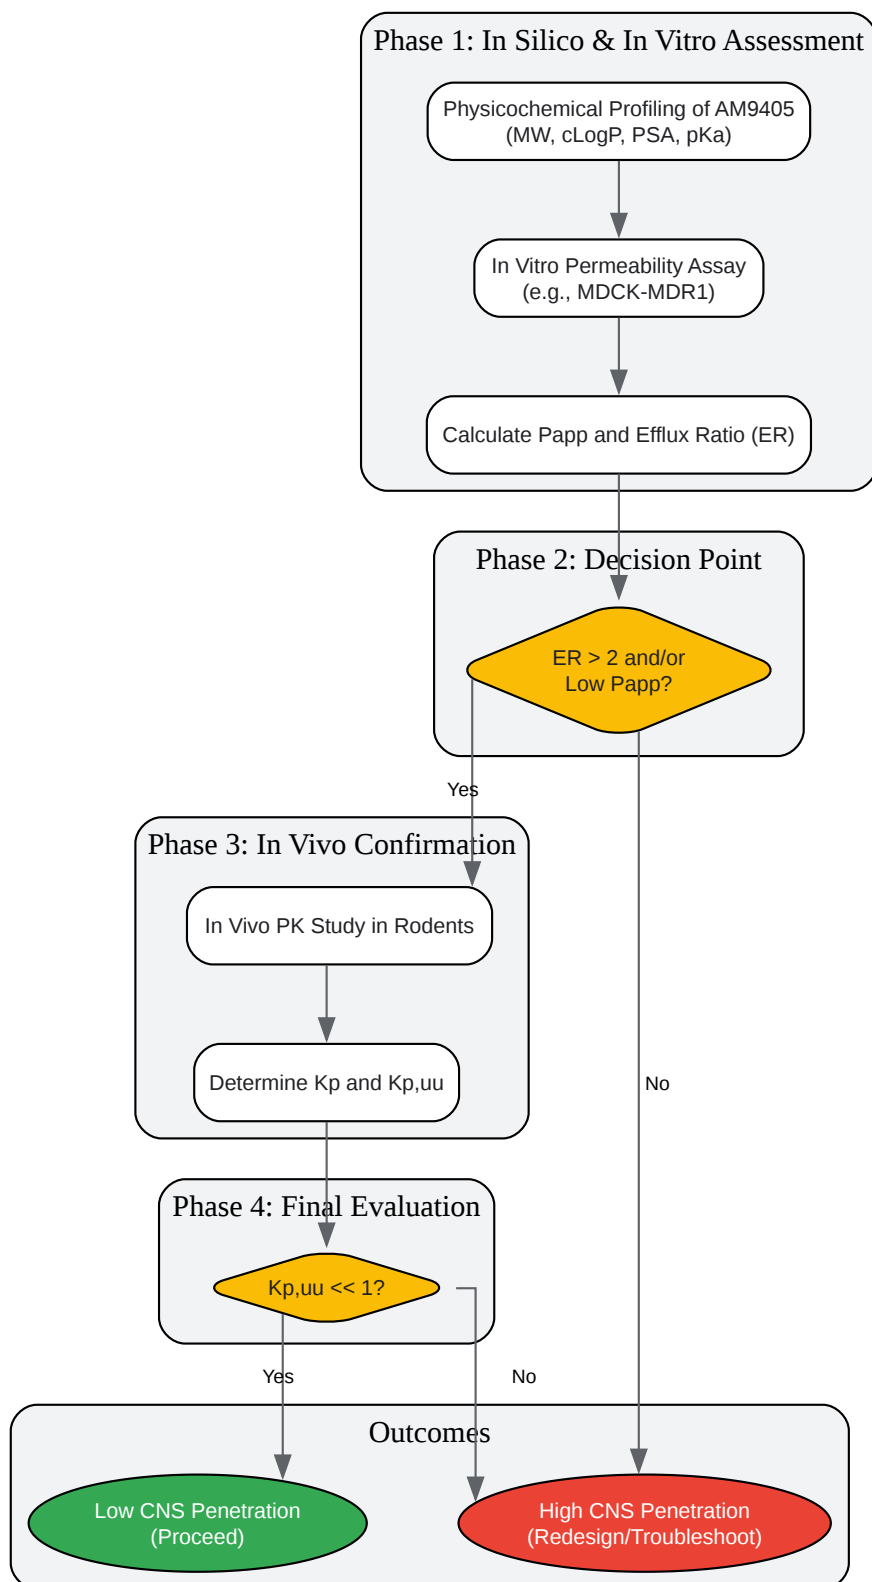 Phase 1: In Silico & In Vitro Assessment
Physicochemical Profiling of AM9405
(MW, cLogP, PSA, pKa)
In Vitro Permeability Assay
(e.g., MDCK-MDR1)
Calculate Papp and Efflux Ratio (ER)
Phase 2: Decision Point
ER > 2 and/or
Low Papp?
Yes
Phase 3: In Vivo Confirmation
In Vivo PK Study in Rodents
Determine Kp and Kp,uu
No
Phase 4: Final Evaluation
Kp,uu << 1?
Yes
No
Outcomes
Low CNS Penetration
(Proceed)
High CNS Penetration
(Redesign/Troubleshoot)